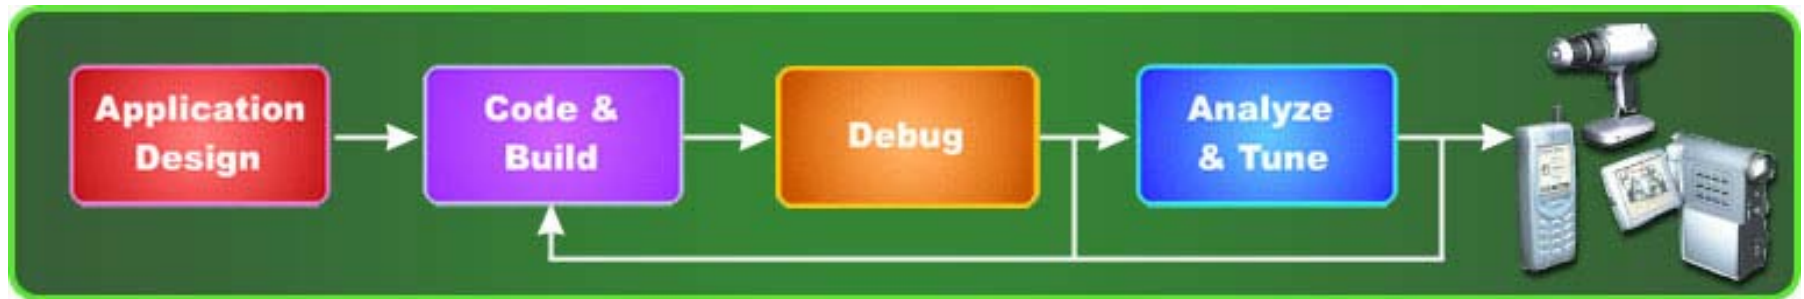 Application
Design
Code &
Build
Debug
Analyze
& Tune